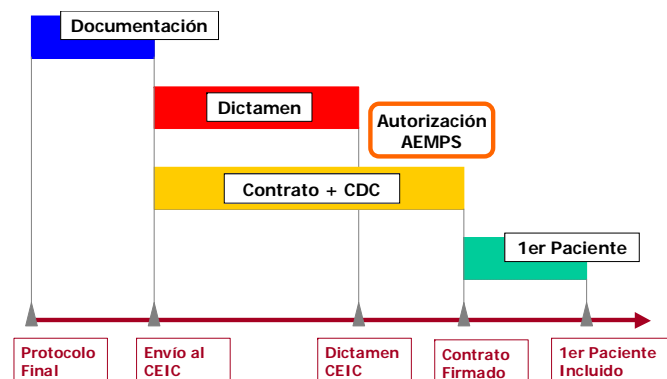 Documentación
Dictamen
Autorización
AEMPS
Contrato + CDC
1er Paciente
Protocolo
Final
Envío al
CEIC
Dictamen
CEIC
Contrato
Firmado
1er Paciente
Incluido